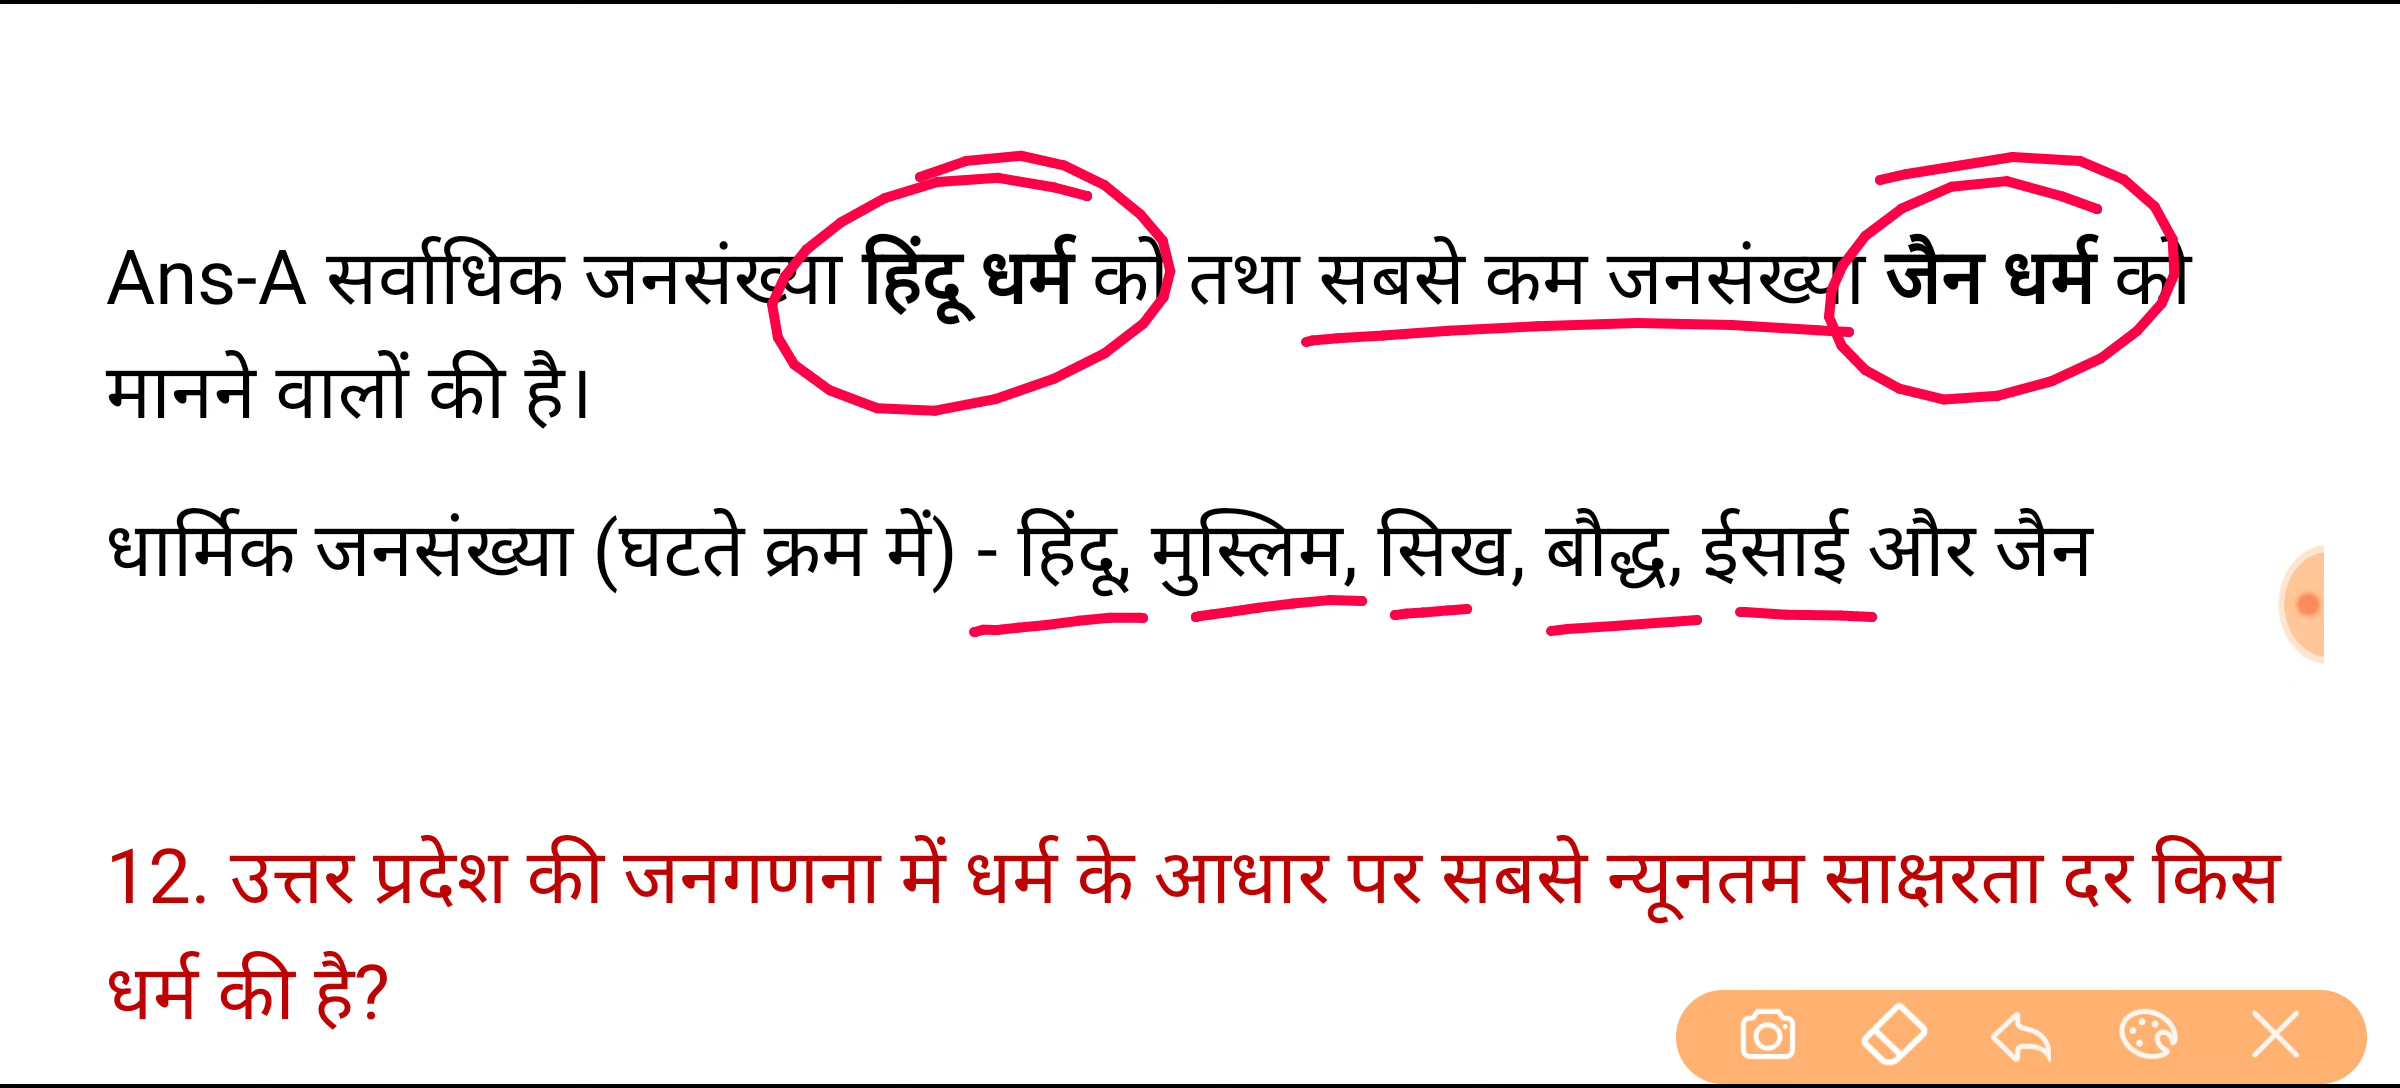 Ans-A सर्वाधिक जनसंख्या हिंदू धर्म को तथा सबसे कम जनसंख्या जैन धर्म को
मानने वालों की है।
धार्मिक जनसंख्या (घटते क्रम में) - हिंदू, मुस्लिम, सिख, बौद्ध, ईसाई और जैन
12. उत्तर प्रदेश की जनगणना में धर्म के आधार पर सबसे न्यूनतम साक्षरता दर किस
धर्म की है?